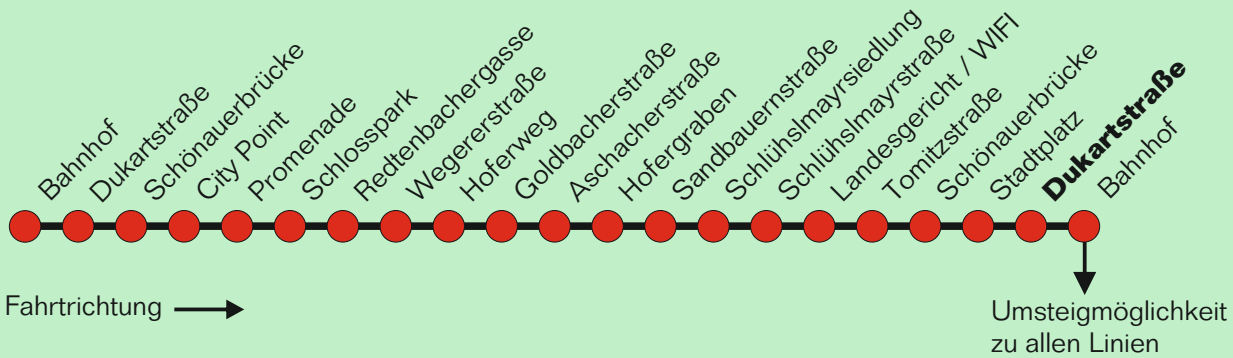 Bahnhof
Dukartstraße
Schönauerbrücke
City Point
Promenade
Schlosspark
Redtenbachergasse
Wegererstraße
Hoferweg
Goldbacherstraße
Aschacherstraße
Hofergraben
Sandbauernstraße
Schlühslmayrsiedlung
Schlühslmayrstraße
Landesgericht / WIFI
Tomitzstraße
Schönauerbrücke
Stadtplatz
Dukartstraße
Bahnhof
Fahrtrichtung
Umsteigmöglichkeit
zu allen Linien